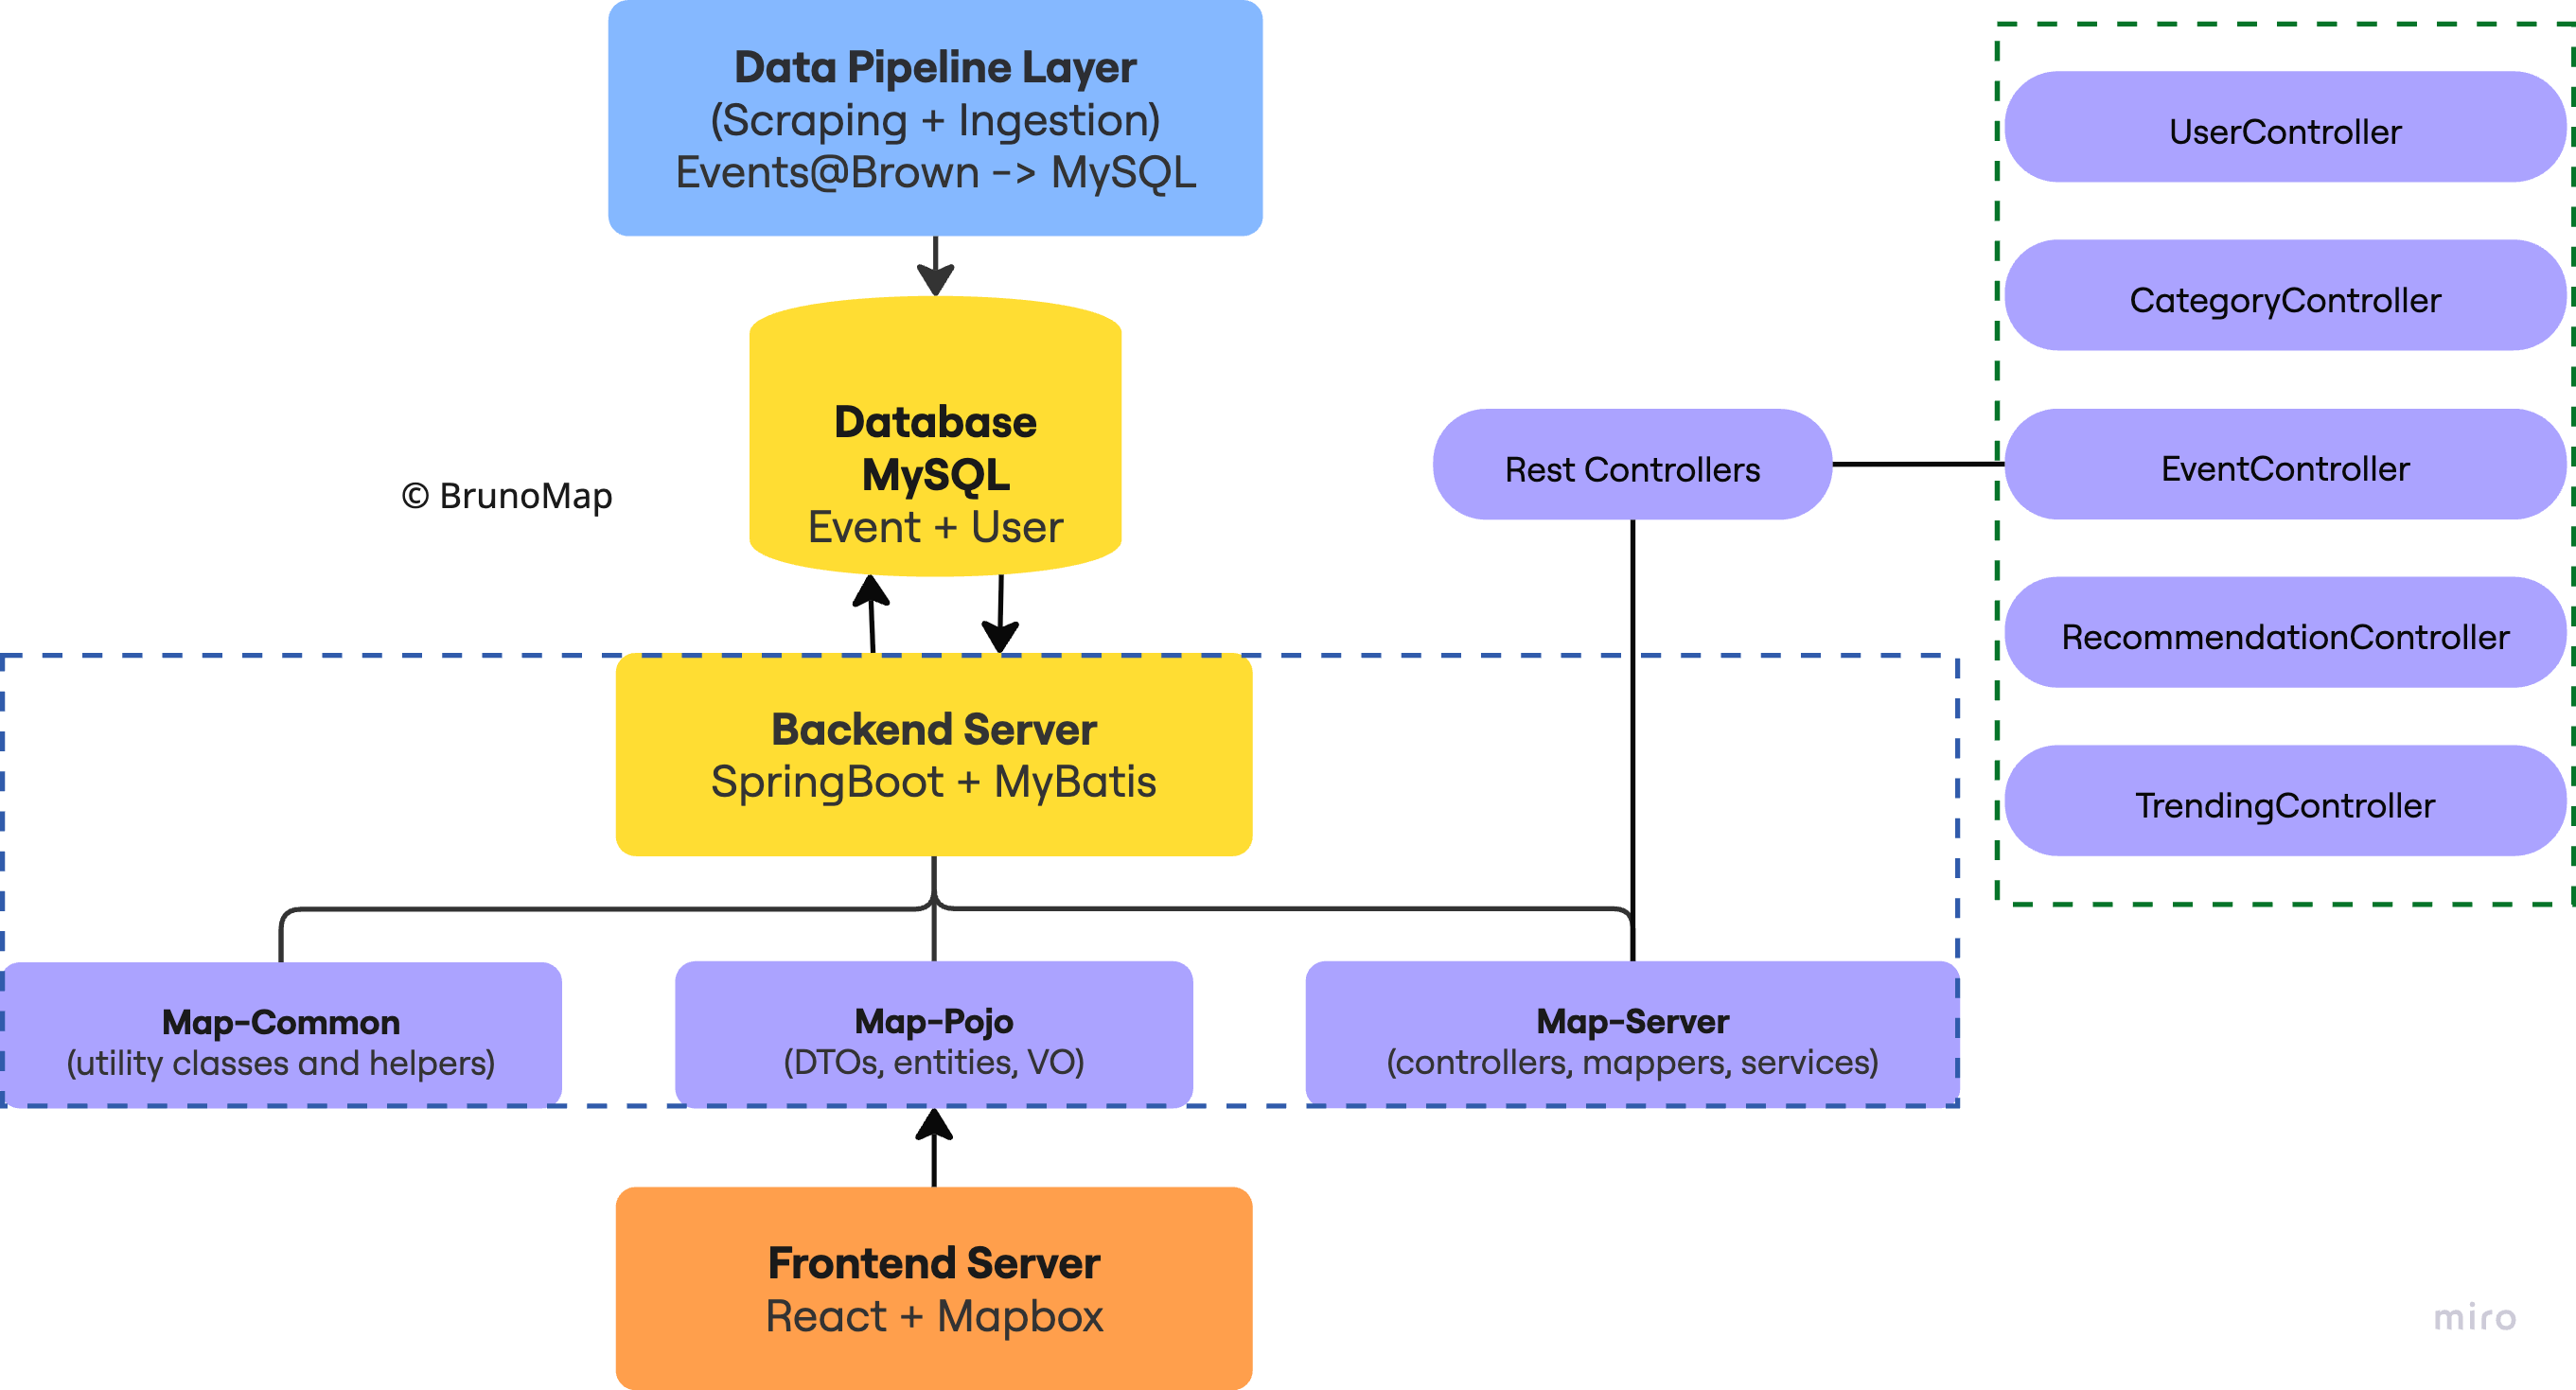 Data Pipeline Layer
(Scraping + Ingestion)
Events@Brown -> MySQL
Database
MySQL
Event + User
© BrunoMap
Rest Controllers
UserController
CategoryController
EventController
RecommendationController
TrendingController
Backend Server
SpringBoot + MyBatis
Map-Common
(utility classes and helpers)
Map-Pojo
(DTOs, entities, VO)
Map-Server
(controllers, mappers, services)
Frontend Server
React + Mapbox
miro